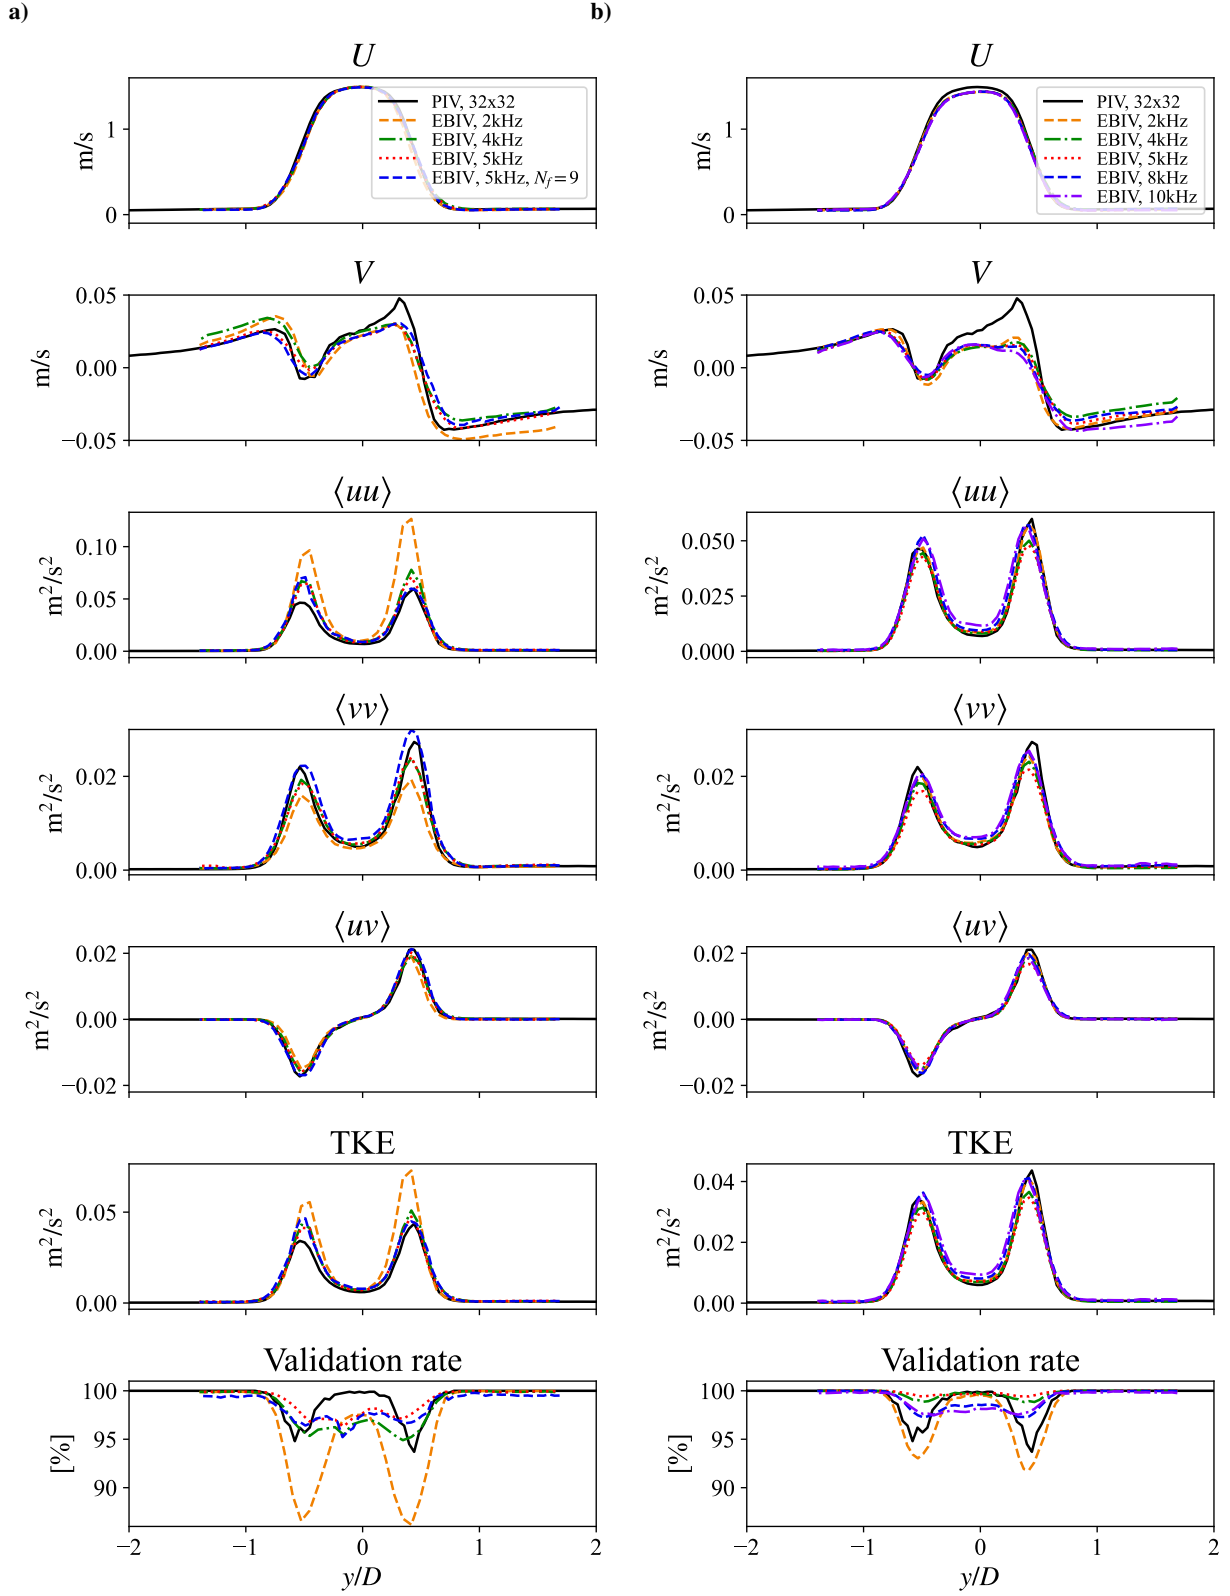 a)
U
m/s
1
0
PIV, 32x32
EBIV, 2kHz
EBIV, 4kHz
EBIV, 5kHz
EBIV, 5kHz, N_f = 9
V
m/s
0.05
0.00
−0.05
⟨uu⟩
m²/s²
0.10
0.05
0.00
⟨vv⟩
m²/s²
0.02
0.00
⟨uv⟩
m²/s²
0.02
0.00
−0.02
TKE
m²/s²
0.05
0.00
Validation rate
[%]
100
95
90
−2 −1 0 1 2
y/D
b)
U
m/s
1
0
PIV, 32x32
EBIV, 2kHz
EBIV, 4kHz
EBIV, 5kHz
EBIV, 8kHz
EBIV, 10kHz
V
m/s
0.05
0.00
−0.05
⟨uu⟩
m²/s²
0.050
0.025
0.000
⟨vv⟩
m²/s²
0.02
0.00
⟨uv⟩
m²/s²
0.02
0.00
−0.02
TKE
m²/s²
0.04
0.02
0.00
Validation rate
[%]
100
95
90
−2 −1 0 1 2
y/D